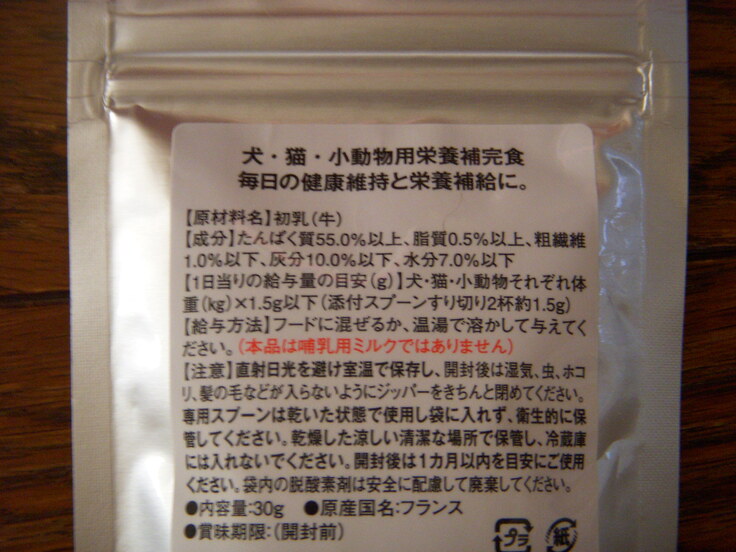 犬・猫・小動物用栄養補完食
毎日の健康維持と栄養補給に。
【原材料名】初乳(牛)
【成分】たんぱく質55.0%以上、脂質0.5%以上、粗繊維
1.0%以下、灰分10.0%以下、水分7.0%以下
【1日当りの給与量の目安(g)】犬・猫・小動物それぞれ体
重(kg)×1.5g以下(添付スプーンすり切り2杯約1.5g)
【給与方法】フードに混ぜるか、温湯で溶かして与えてく
ださい。(本品は哺乳用ミルクではありません)
【注意】直射日光を避け室温で保存し、開封後は湿気、虫、ホコ
リ、髪の毛などが入らないようにジッパーをきちんと閉めてください。
専用スプーンは乾いた状態で使用し袋に入れず、衛生的に保
管してください。乾燥した涼しい清潔な場所で保管し、冷蔵庫
には入れないでください。開封後は1カ月以内を目安にご使用
ください。袋内の脱酸素剤は安全に配慮して廃棄してください。
●内容量:30g ●原産国名:フランス
●賞味期限:(開封前)
プラ 紙